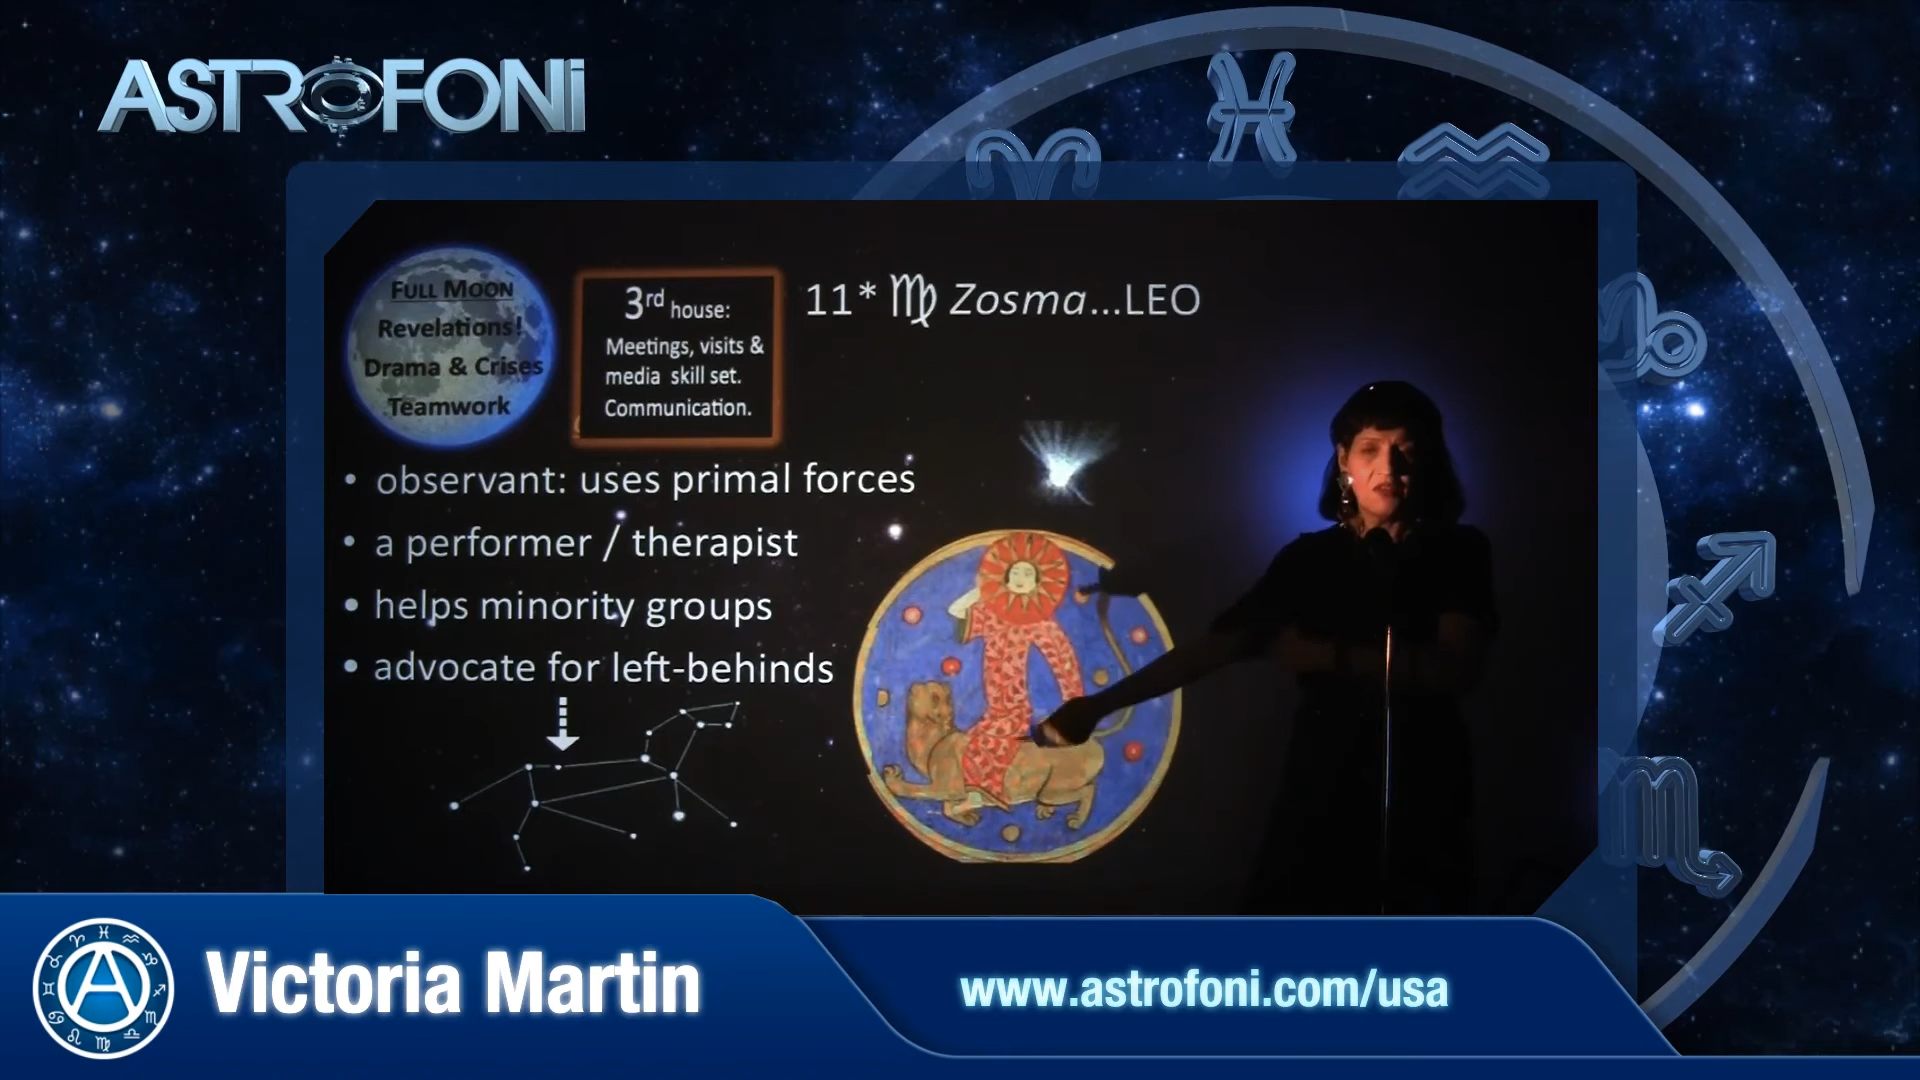 ASTROFONi
FULL MOON
Revelations!
Drama & Crises
Teamwork
3rd house:
Meetings, visits &
media skill set.
Communication.
11* ♍ Zosma...LEO
• observant: uses primal forces
• a performer / therapist
• helps minority groups
• advocate for left-behinds
A
Victoria Martin
www.astrofoni.com/usa